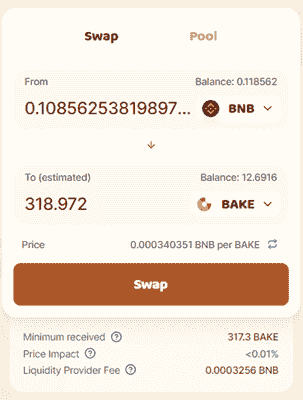 Swap Pool
From Balance: 0.118562
0.10856253819897... BNB
To (estimated) Balance: 12.6916
318.972 BAKE
Price 0.000340351 BNB per BAKE
Swap
Minimum received ? 317.3 BAKE
Price Impact ? <0.01%
Liquidity Provider Fee ? 0.0003256 BNB